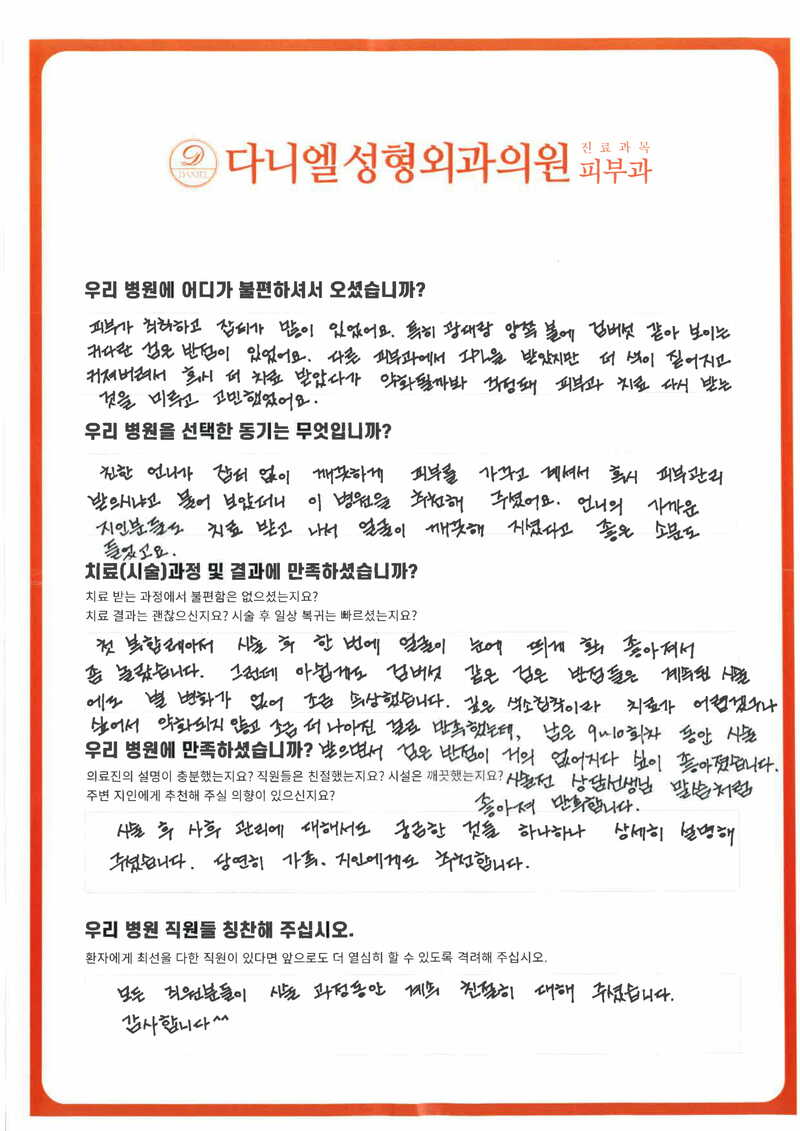 DANIEL
다니엘성형외과의원
진료과목
피부과
우리 병원에 어디가 불편하셔서 오셨습니까?
피부가 칙칙하고 잡티가 많이 있었어요. 특히 광대랑 양쪽 볼에 검버섯 같아 보이는
커다란 검은 반점이 있었어요. 다른 피부과에서 고가을 받았지만 더 색이 짙어지고
커져버려서 혹시 더 치료 받았다가 악화될까봐 걱정돼 피부과 치료 다시 받는
것을 미루고 고민했었어요.
우리 병원을 선택한 동기는 무엇입니까?
친한 언니가 잡티 없이 깨끗하게 피부를 가꾸고 계셔서 혹시 피부관리
받으시냐고 물어 보았더니 이 병원을 추천해 주셨어요. 언니의 가까운
지인분들도 치료 받고 나서 얼굴이 깨끗해 지셨다고 좋은 소문도
들었고요.
치료(시술)과정 및 결과에 만족하셨습니까?
치료 받는 과정에서 불편함은 없으셨는지요?
치료 결과는 괜찮으신지요? 시술 후 일상 복귀는 빠르셨는지요?
첫 복합레이저 시술 후 한 번에 얼굴이 눈에 띄게 확 좋아져서
좀 놀랐습니다. 그런데 아쉽게도 검버섯 같은 검은 반점들은 계속된 시술
에도 별 변화가 없어 조금 속상했습니다. 깊은 색소침착이라 치료가 어렵겠구나
싶어서 악화되지 않고 조금 더 나아진 걸로 만족했는데, 남은 9~10회차 동안 시술
받으면서 검은 반점이 거의 없어지다 싶이 좋아졌습니다.
시술전 상담선생님 말씀처럼
좋아져 만족합니다.
우리 병원에 만족하셨습니까?
의료진의 설명이 충분했는지요? 직원들은 친절했는지요? 시설은 깨끗했는지요?
주변 지인에게 추천해 주실 의향이 있으신지요?
시술 후 사후 관리에 대해서도 궁금한 것들 하나하나 상세히 설명해
주셨습니다. 당연히 가족, 지인에게도 추천합니다.
우리 병원 직원들 칭찬해 주십시오.
환자에게 최선을 다한 직원이 있다면 앞으로도 더 열심히 할 수 있도록 격려해 주십시오.
모든 직원분들이 시술 과정동안 계속 친절히 대해 주셨습니다.
감사합니다^^